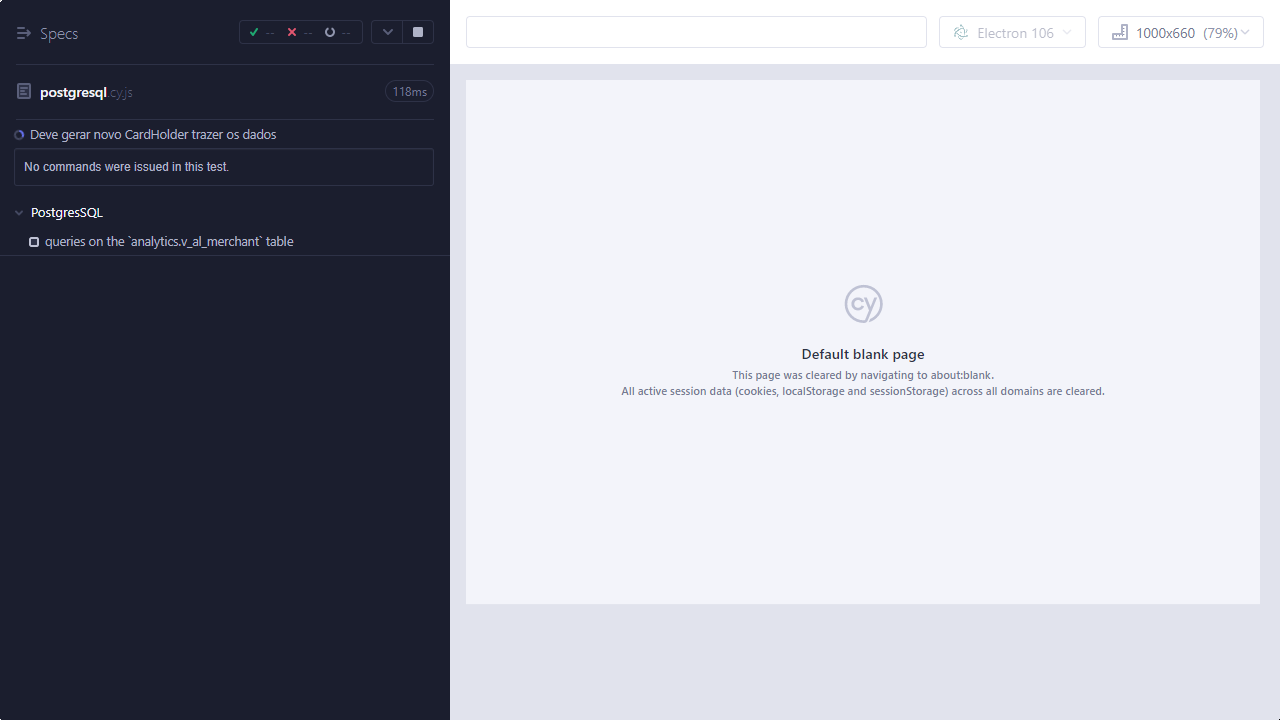 Specs
-- -- --
postgresql.cy.js
118ms
Deve gerar novo CardHolder trazer os dados
No commands were issued in this test.
PostgresSQL
queries on the `analytics.v_al_merchant` table
Electron 106
1000x660 (79%)
cy
Default blank page
This page was cleared by navigating to about:blank.
All active session data (cookies, localStorage and sessionStorage) across all domains are cleared.